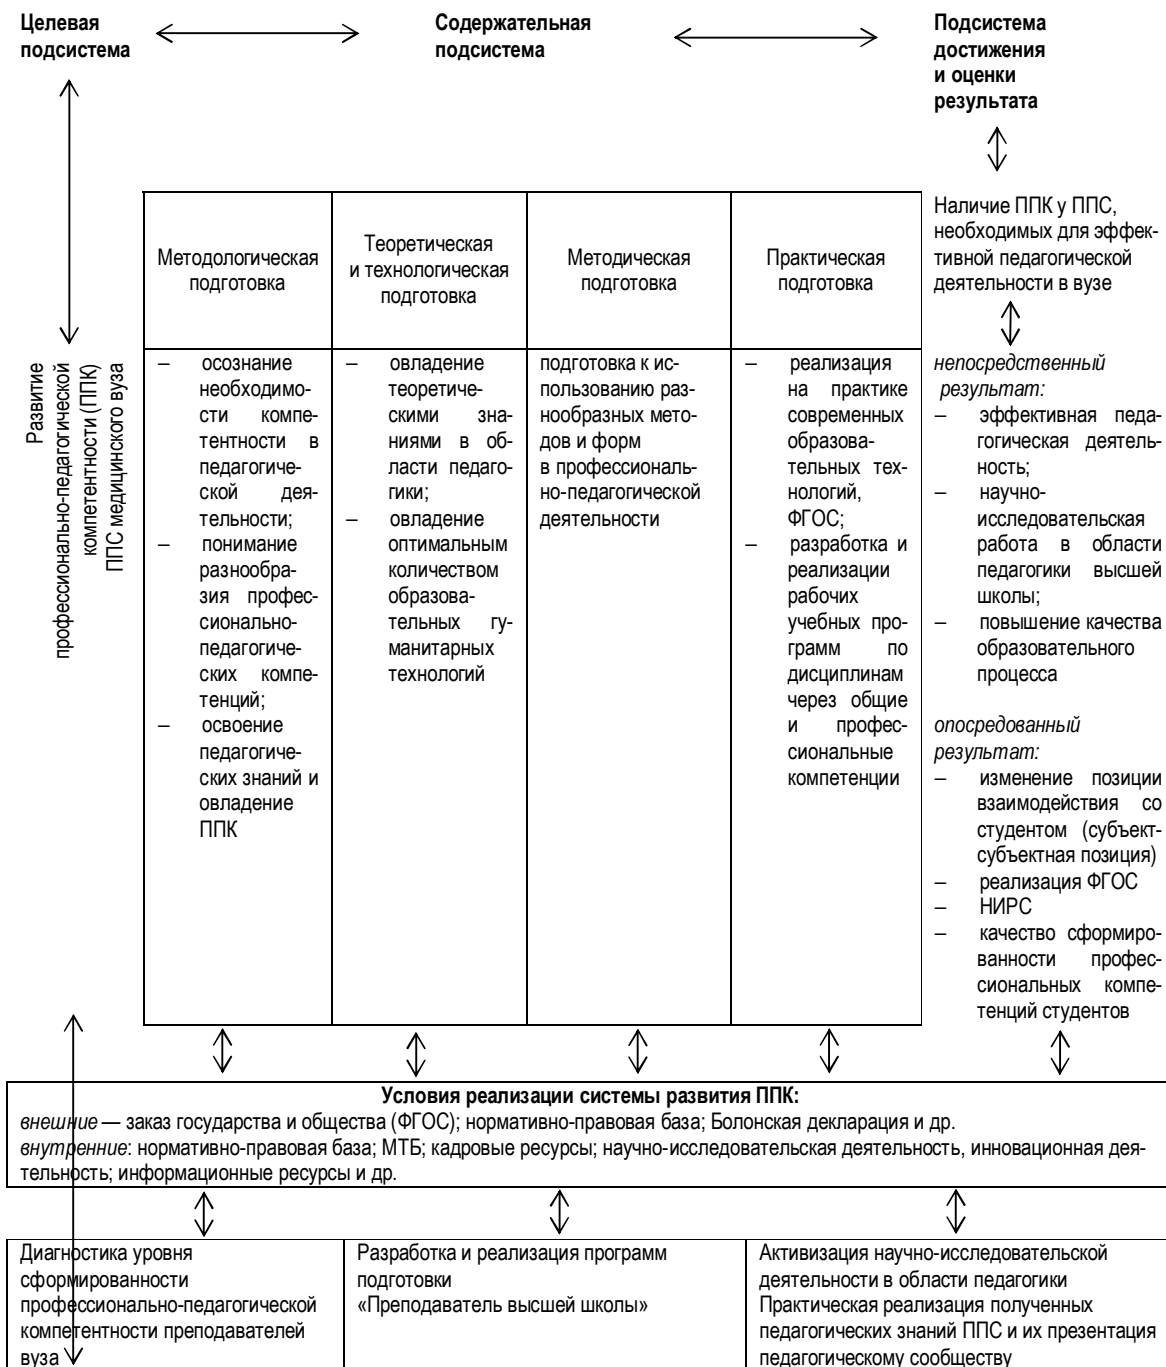 Целевая
подсистема
Содержательная
подсистема
Подсистема
достижения
и оценки
результата
Развитие
профессионально-педагогической
компетентности (ППК)
ППС медицинского вуза
Методологическая
подготовка
Теоретическая
и технологическая
подготовка
Методическая
подготовка
Практическая
подготовка
Наличие ППК у ППС,
необходимых для эффек-
тивной педагогической
деятельности в вузе
– осознание
необходимо-
сти компе-
тентности в
педагогиче-
ской дея-
тельности;
– понимание
разнообра-
зия профес-
сионально-
педагогиче-
ских компе-
тенций;
– освоение
педагогиче-
ских знаний и
овладение
ППК
– овладение
теоретиче-
скими зна-
ниями в об-
ласти педаго-
гики;
– овладение
оптимальным
количеством
образова-
тельных гу-
манитарных
технологий
подготовка к ис-
пользованию раз-
нообразных мето-
дов и форм
в профессиональ-
но-педагогической
деятельности
– реализация
на практике
современных
образова-
тельных тех-
нологий,
ФГОС;
– разработка и
реализации
рабочих
учебных про-
грамм по
дисциплинам
через общие
и профес-
сиональные
компетенции
непосредственный
результат:
– эффективная педа-
гогическая деятель-
ность;
– научно-
исследовательская
работа в области
педагогики высшей
школы;
– повышение качества
образовательного
процесса
опосредованный
результат:
– изменение позиции
взаимодействия со
студентом (субъект-
субъектная позиция)
– реализация ФГОС
– НИРС
– качество сформиро-
ванности профес-
сиональных компе-
тенций студентов
Условия реализации системы развития ППК:
внешние — заказ государства и общества (ФГОС); нормативно-правовая база; Болонская декларация и др.
внутренние: нормативно-правовая база; МТБ; кадровые ресурсы; научно-исследовательская деятельность, инновационная дея-
тельность; информационные ресурсы и др.
Диагностика уровня
сформированности
профессионально-педагогической
компетентности преподавателей
вуза
Разработка и реализация программ
подготовки
«Преподаватель высшей школы»
Активизация научно-исследовательской
деятельности в области педагогики
Практическая реализация полученных
педагогических знаний ППС и их презентация
педагогическому сообществу